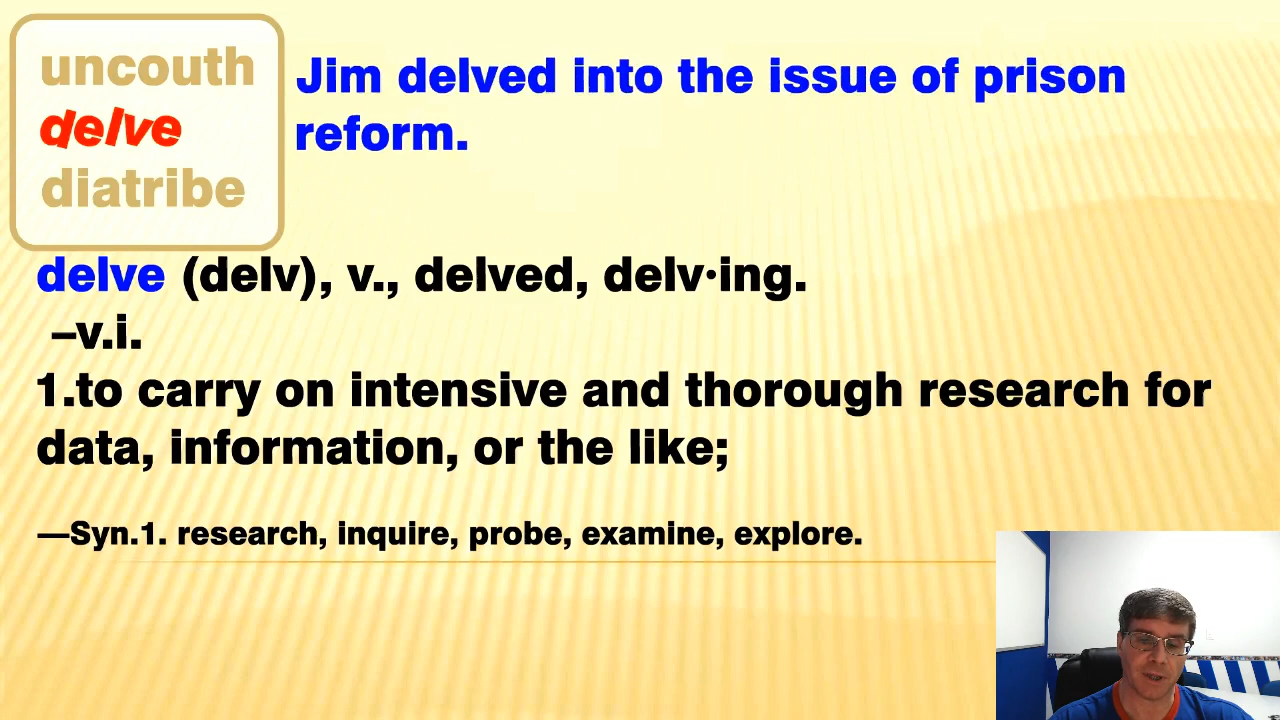 uncouth
delve
diatribe
Jim delved into the issue of prison
reform.
delve (delv), v., delved, delv·ing.
–v.i.
1.to carry on intensive and thorough research for
data, information, or the like;
—Syn.1. research, inquire, probe, examine, explore.